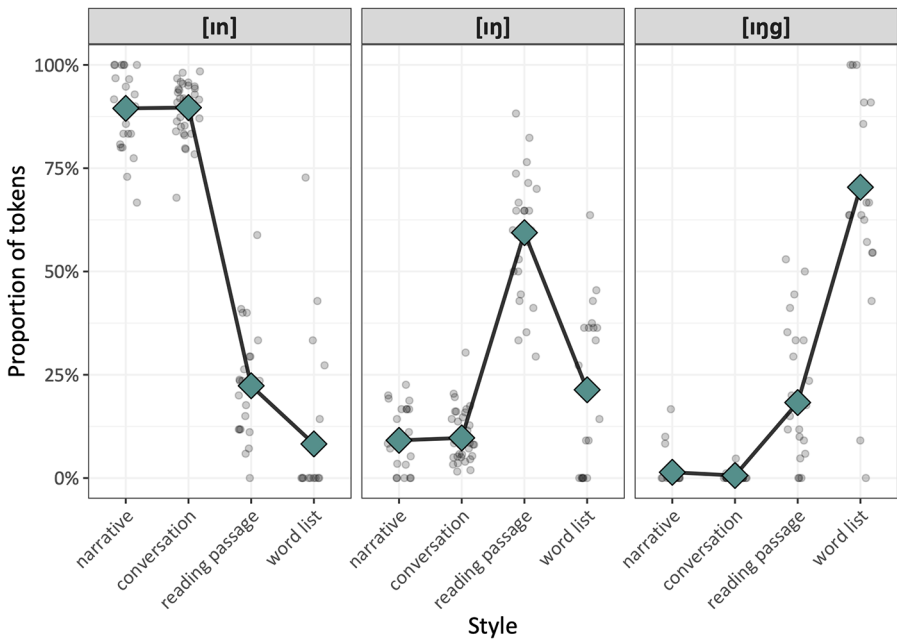 [ɪn] [ɪŋ] [ɪŋg]
Proportion of tokens
100%
75%
50%
25%
0%
narrative conversation reading passage word list
narrative conversation reading passage word list
narrative conversation reading passage word list
Style